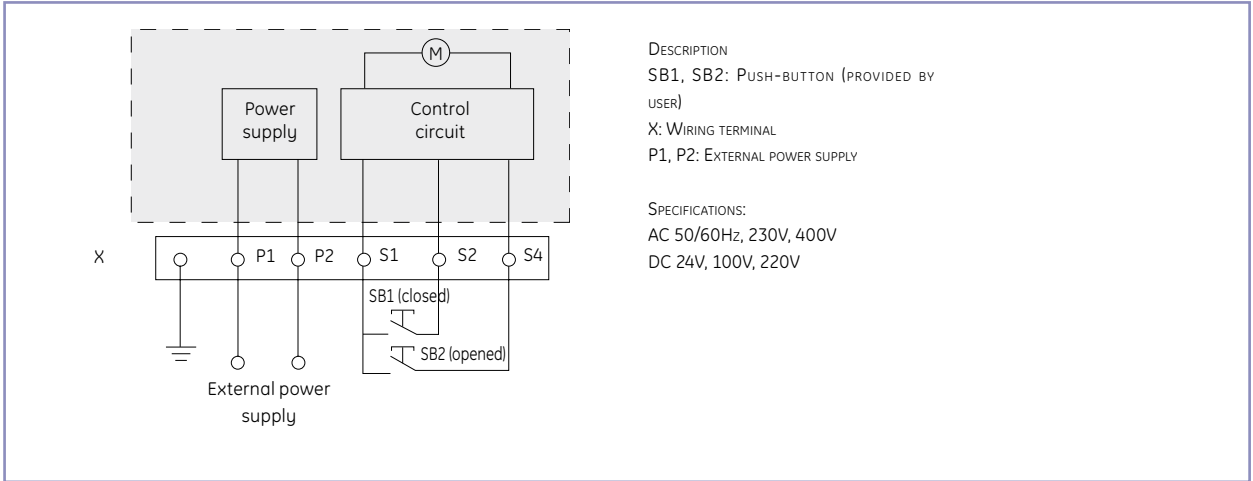 M
Power
supply
Control
circuit
X
P1 P2 S1 S2 S4
SB1 (closed)
SB2 (opened)
External power
supply
Description
SB1, SB2: Push-button (provided by
user)
X: Wiring terminal
P1, P2: External power supply
Specifications:
AC 50/60Hz, 230V, 400V
DC 24V, 100V, 220V